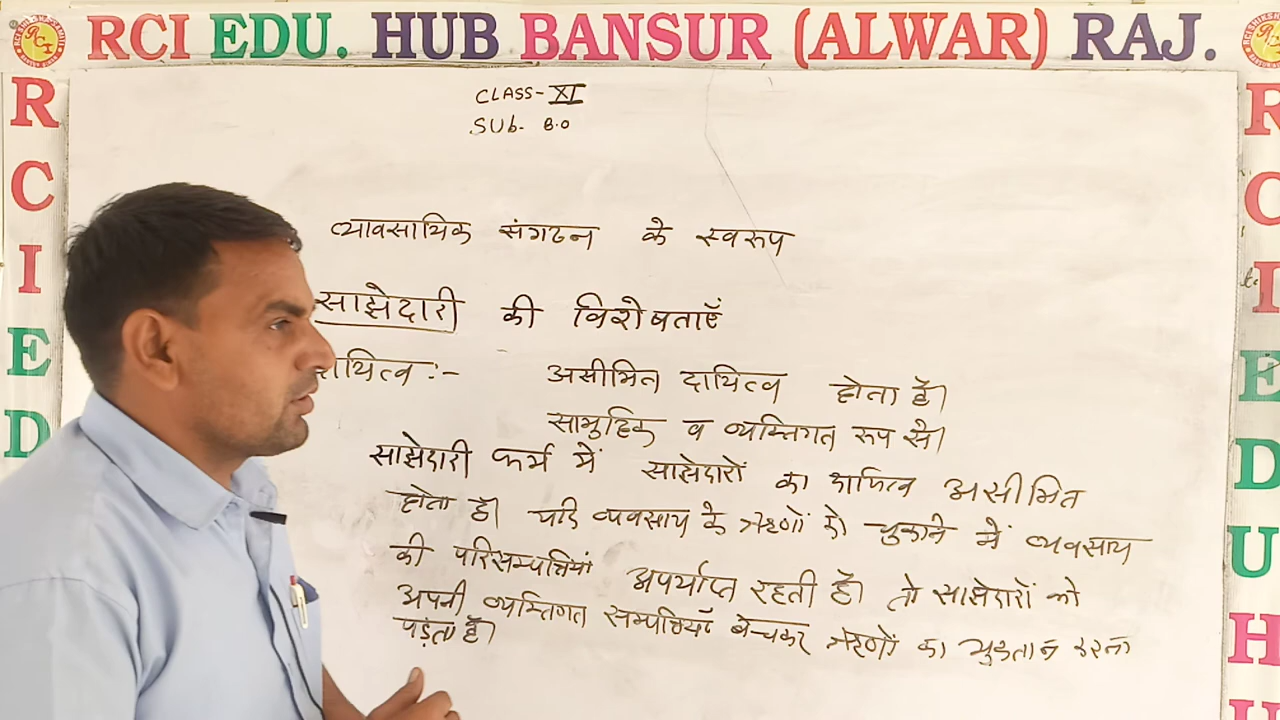 RCI EDU. HUB BANSUR (ALWAR) RAJ.
R
C
I
E
D
R
C
I
E
D
U
H
U
CLASS-XI
SUb. B.O
व्यावसायिक संगठन के स्वरूप
साझेदारी की विशेषताएँ
दायित्व :- असीमित दायित्व होता है।
सामुहिक व व्यक्तिगत रूप से।
साझेदारी फर्म में साझेदारों का दायित्व असीमित
होता है। यदि व्यवसाय के ऋणों को चुकाने में व्यवसाय
की परिसम्पत्तियां अपर्याप्त रहती है। तो साझेदारों को
अपनी व्यक्तिगत सम्पत्तियाँ बेचकर ऋणों का भुक्तान करना
पड़ता है।